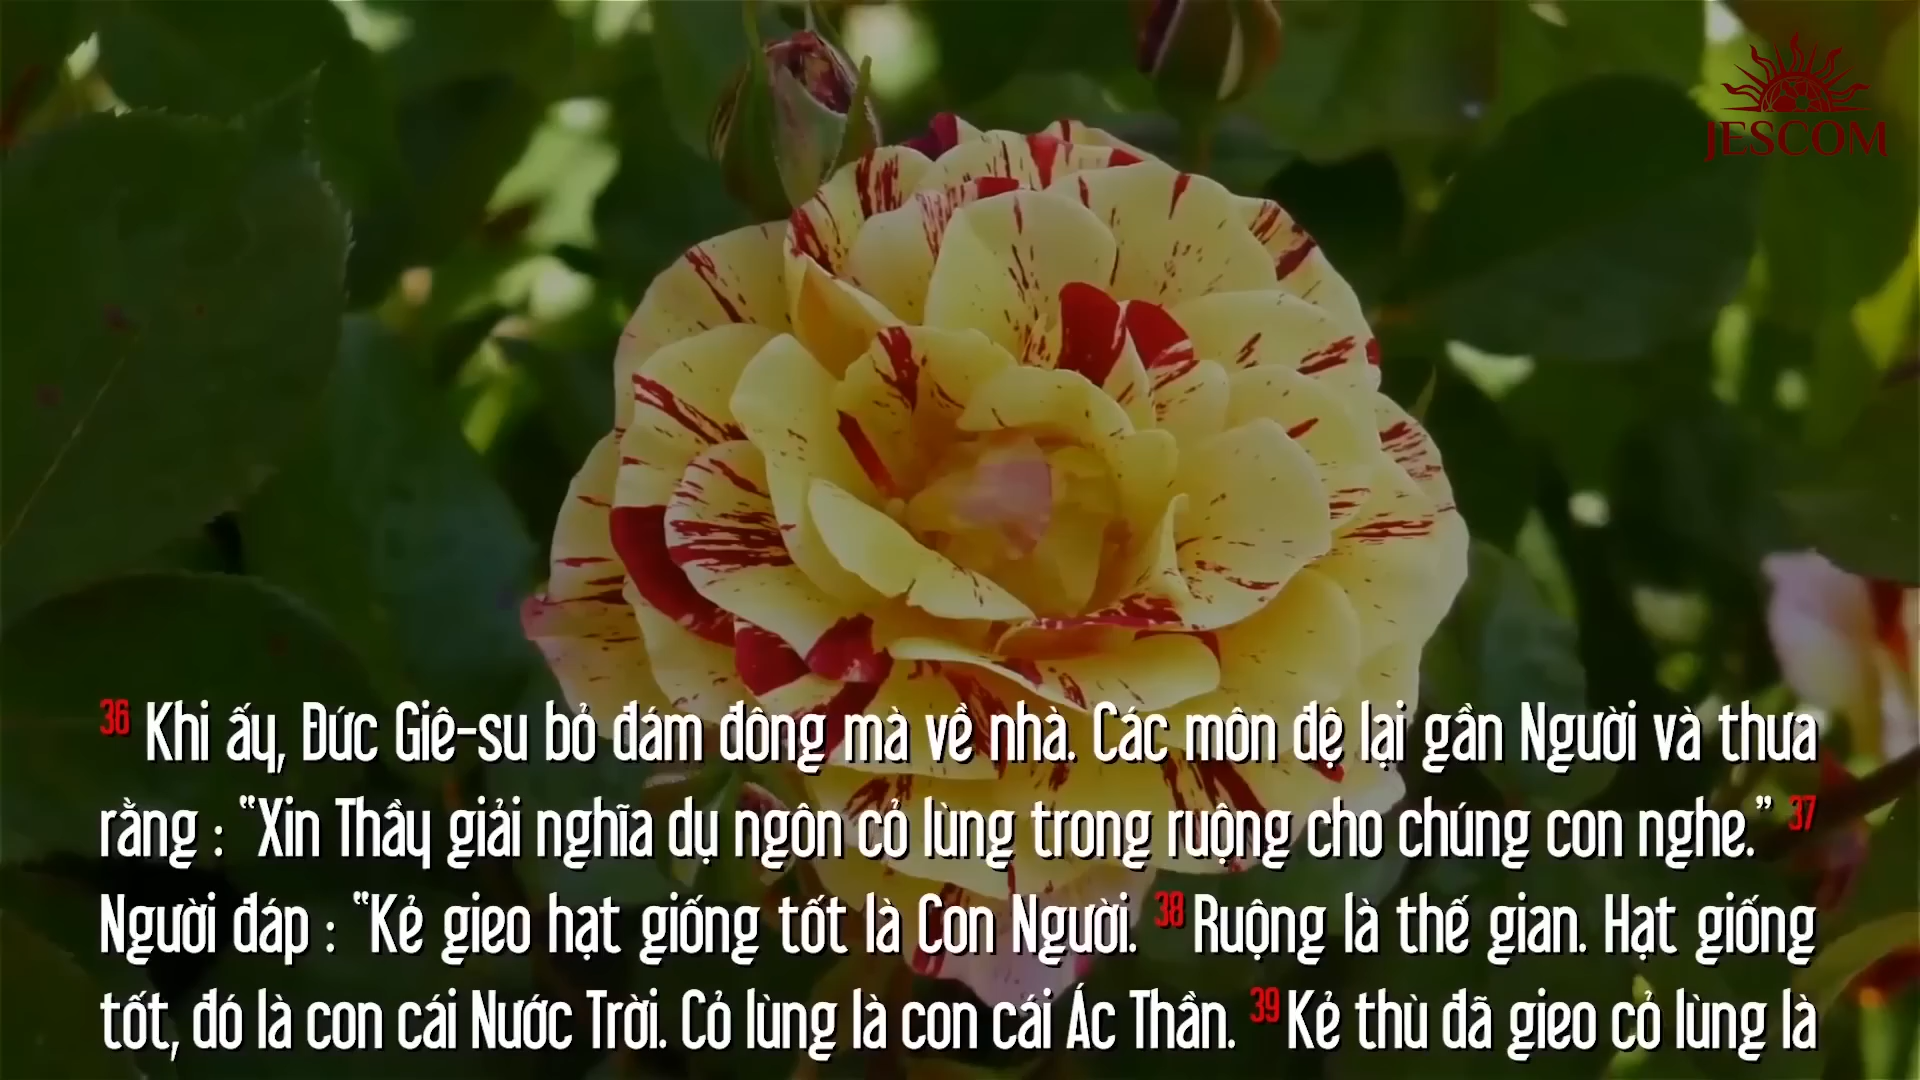 JESCOM
36 Khi ấy, Đức Giê-su bỏ đám đông mà về nhà. Các môn đệ lại gần Người và thưa
rằng : “Xin Thầy giải nghĩa dụ ngôn cỏ lùng trong ruộng cho chúng con nghe.” 37
Người đáp : “Kẻ gieo hạt giống tốt là Con Người. 38 Ruộng là thế gian. Hạt giống
tốt, đó là con cái Nước Trời. Cỏ lùng là con cái Ác Thần. 39 Kẻ thù đã gieo cỏ lùng là